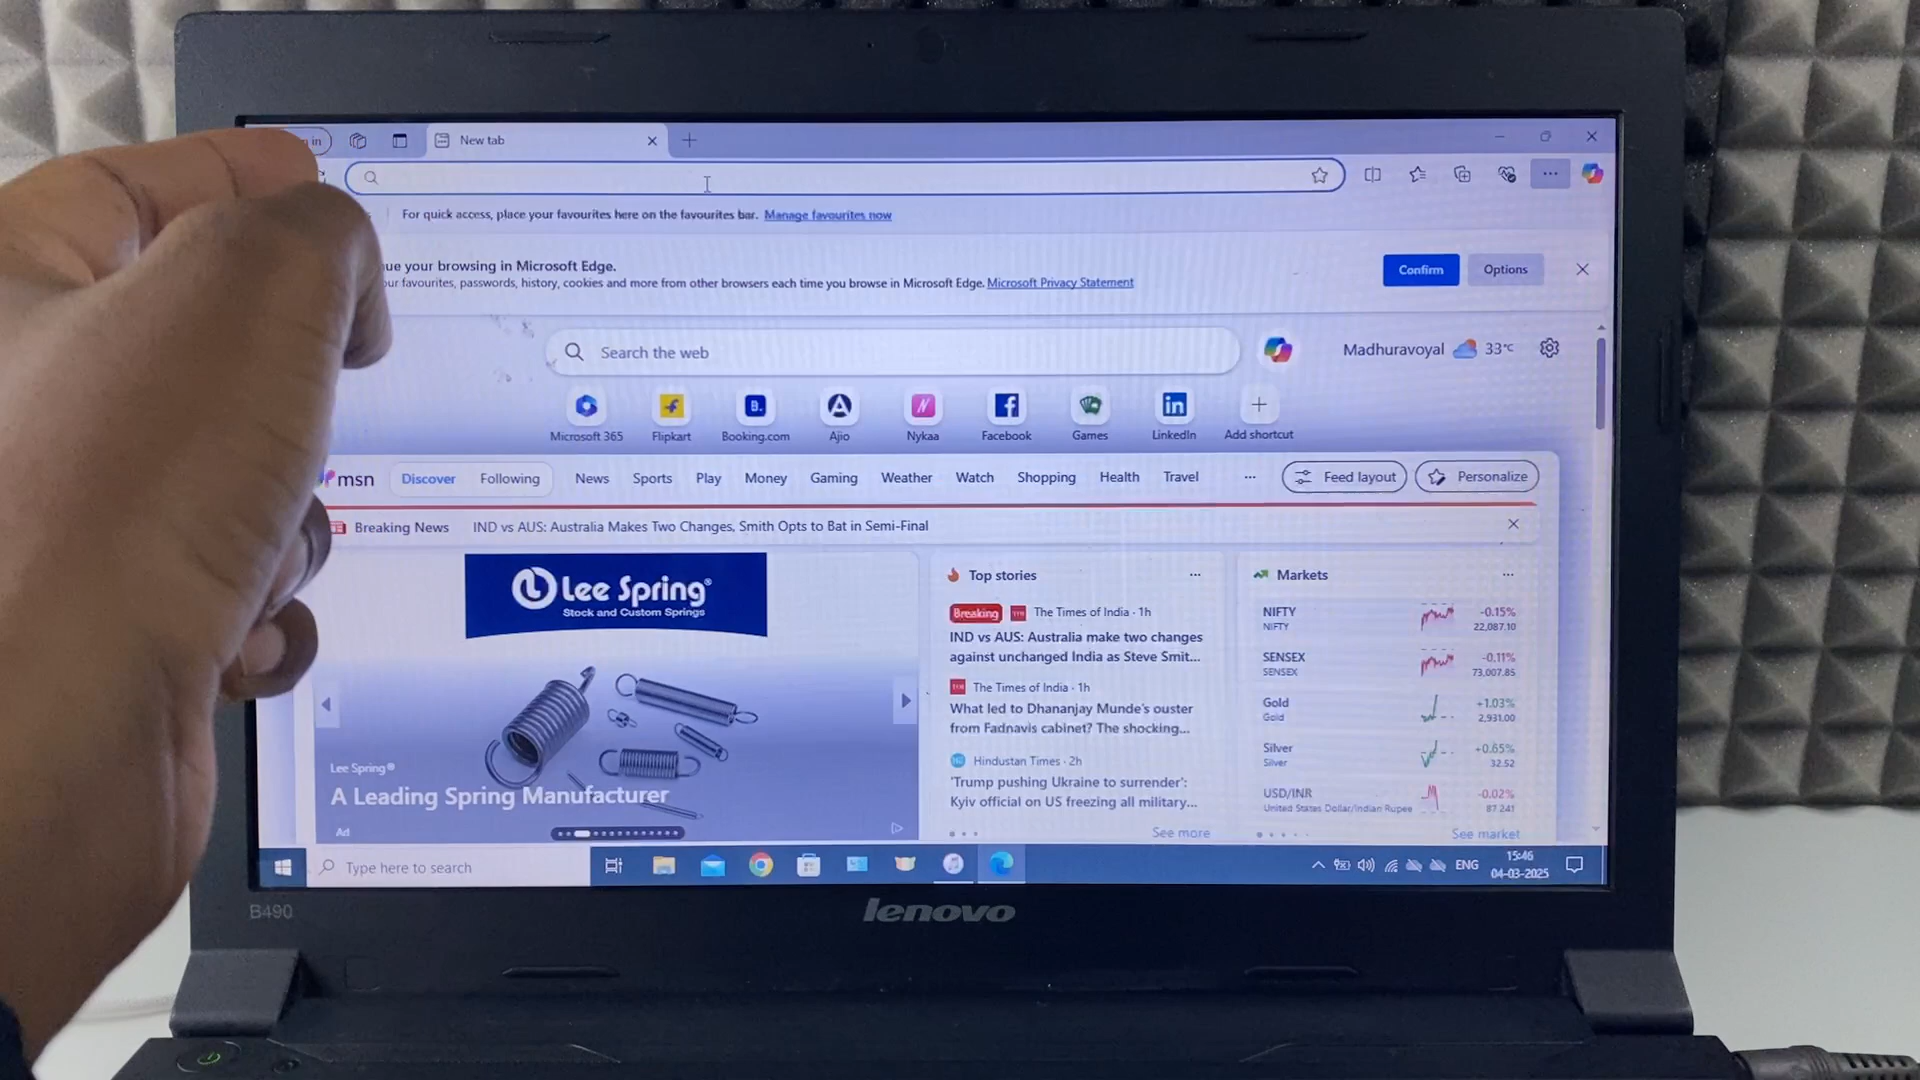 in
New tab
For quick access, place your favourites here on the favourites bar. Manage favourites now
ue your browsing in Microsoft Edge.
our favourites, passwords, history, cookies and more from other browsers each time you browse in Microsoft Edge. Microsoft Privacy Statement
Confirm
Options
Search the web
Madhuravoyal
33°C
Microsoft 365
Flipkart
B.
Booking.com
Ajio
N
Nykaa
Facebook
Games
in
LinkedIn
Add shortcut
msn
Discover
Following
News
Sports
Play
Money
Gaming
Weather
Watch
Shopping
Health
Travel
Feed layout
Personalize
Breaking News
IND vs AUS: Australia Makes Two Changes, Smith Opts to Bat in Semi-Final
Lee Spring®
Stock and Custom Springs
Lee Spring®
A Leading Spring Manufacturer
Ad
Top stories
Breaking
The Times of India · 1h
IND vs AUS: Australia make two changes
against unchanged India as Steve Smit...
The Times of India · 1h
What led to Dhananjay Munde's ouster
from Fadnavis cabinet? The shocking...
Hindustan Times · 2h
'Trump pushing Ukraine to surrender':
Kyiv official on US freezing all military...
See more
Markets
NIFTY
-0.15%
NIFTY
22,087.10
SENSEX
-0.11%
SENSEX
73,007.85
Gold
+1.03%
Gold
2,931.00
Silver
+0.65%
Silver
32.52
USD/INR
-0.02%
United States Dollar/Indian Rupee
87.241
See market
Type here to search
ENG
15:46
04-03-2025
B490
lenovo